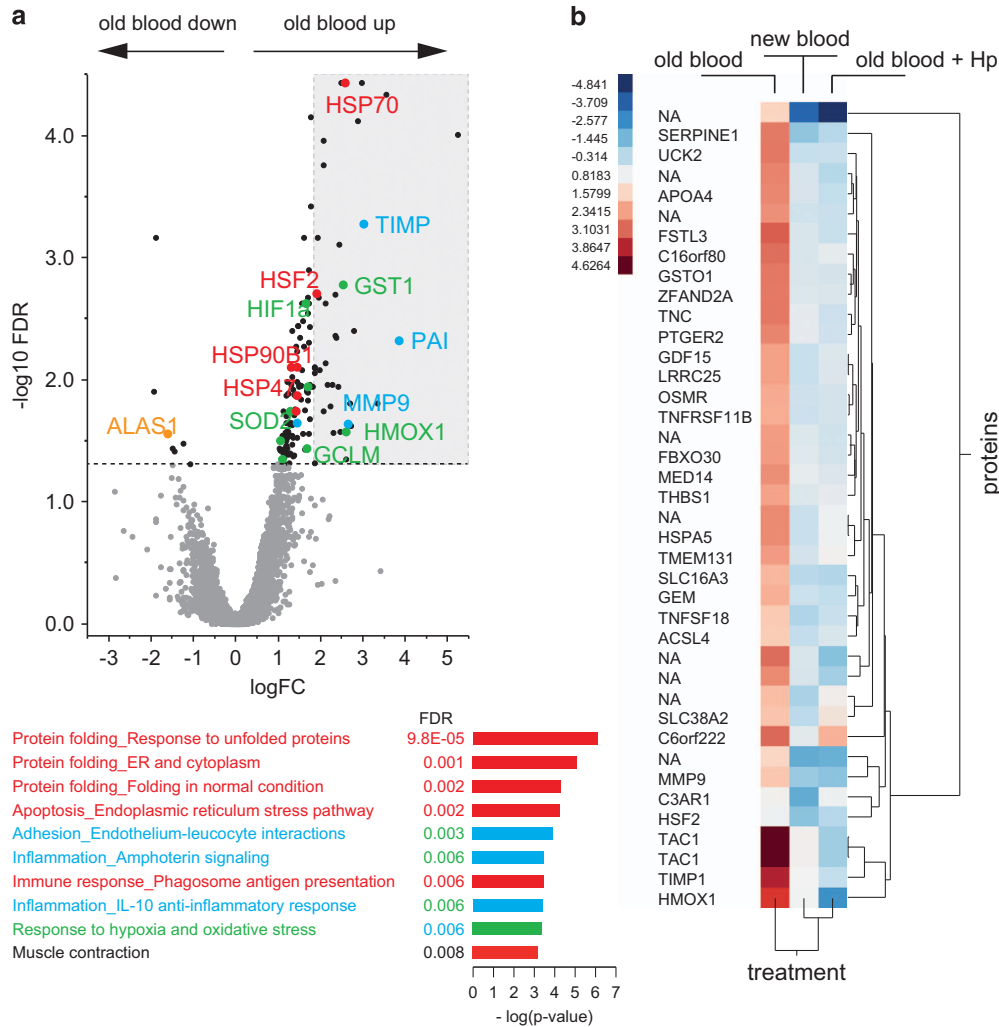 a
old blood down
old blood up
-log10 FDR
4.0
3.0
2.0
1.0
0.0
HSP70
TIMP
HSF2
GST1
HIF1a
PAI
HSP90B1
HSP47
MMP9
ALAS1
SOD2
HMOX1
GCLM
-3 -2 -1 0 1 2 3 4 5
logFC
FDR
Protein folding_Response to unfolded proteins 9.8E-05
Protein folding_ER and cytoplasm 0.001
Protein folding_Folding in normal condition 0.002
Apoptosis_Endoplasmic reticulum stress pathway 0.002
Adhesion_Endothelium-leucocyte interactions 0.003
Inflammation_Amphoterin signaling 0.006
Immune response_Phagosome antigen presentation 0.006
Inflammation_IL-10 anti-inflammatory response 0.006
Response to hypoxia and oxidative stress 0.006
Muscle contraction 0.008
0 1 2 3 4 5 6 7
- log(p-value)
b
new blood
old blood
old blood + Hp
-4.841
-3.709
-2.577
-1.445
-0.314
0.8183
1.5799
2.3415
3.1031
3.8647
4.6264
NA
SERPINE1
UCK2
NA
APOA4
NA
FSTL3
C16orf80
GSTO1
ZFAND2A
TNC
PTGER2
GDF15
LRRC25
OSMR
TNFRSF11B
NA
FBXO30
MED14
THBS1
NA
HSPA5
TMEM131
SLC16A3
GEM
TNFSF18
ACSL4
NA
NA
NA
SLC38A2
C6orf222
NA
MMP9
C3AR1
HSF2
TAC1
TAC1
TIMP1
HMOX1
proteins
treatment